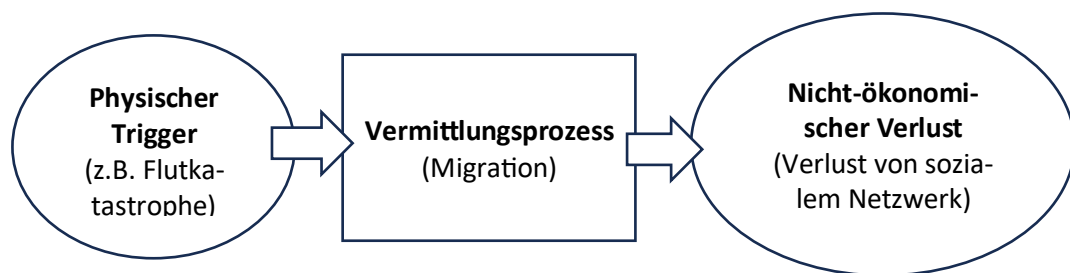 Physischer
Trigger
(z.B. Flutka-
tastrophe)
Vermittlungsprozess
(Migration)
Nicht-ökonomi-
scher Verlust
(Verlust von sozia-
lem Netzwerk)